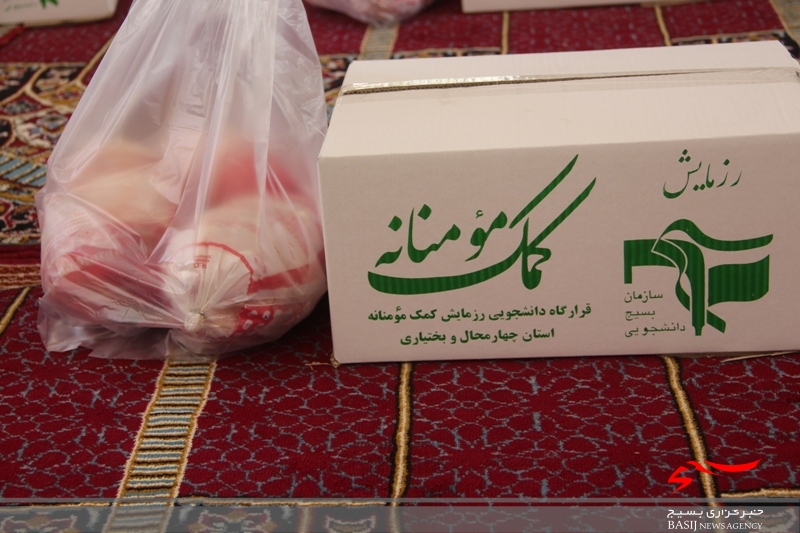 رزمایش
کمک مؤمنانه
قرارگاه دانشجویی رزمایش کمک مؤمنانه
استان چهارمحال و بختیاری
سازمان
بسیج
دانشجویی
خبرگزاری بسیج
BASIJ NEWS AGENCY